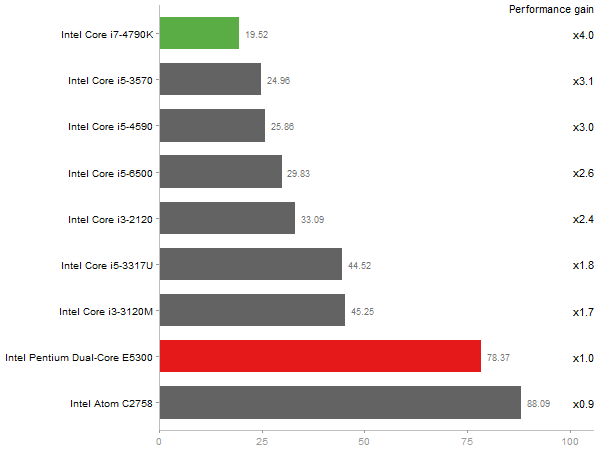 Performance gain
Intel Core i7-4790K 19.52 x4.0
Intel Core i5-3570 24.96 x3.1
Intel Core i5-4590 25.86 x3.0
Intel Core i5-6500 29.83 x2.6
Intel Core i3-2120 33.09 x2.4
Intel Core i5-3317U 44.52 x1.8
Intel Core i3-3120M 45.25 x1.7
Intel Pentium Dual-Core E5300 78.37 x1.0
Intel Atom C2758 88.09 x0.9
0 25 50 75 100